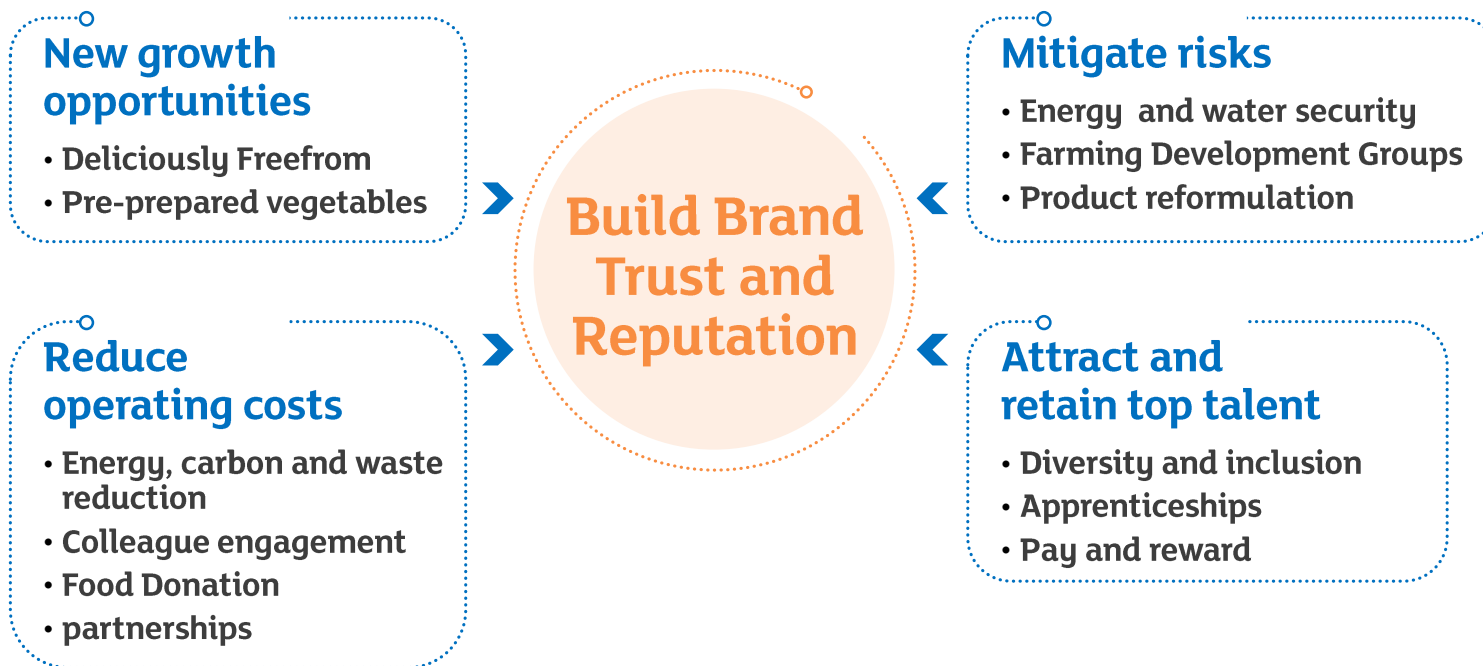 New growth
opportunities
• Deliciously Freefrom
• Pre-prepared vegetables
Reduce
operating costs
• Energy, carbon and waste
reduction
• Colleague engagement
• Food Donation
• partnerships
Build Brand
Trust and
Reputation
Mitigate risks
• Energy and water security
• Farming Development Groups
• Product reformulation
Attract and
retain top talent
• Diversity and inclusion
• Apprenticeships
• Pay and reward